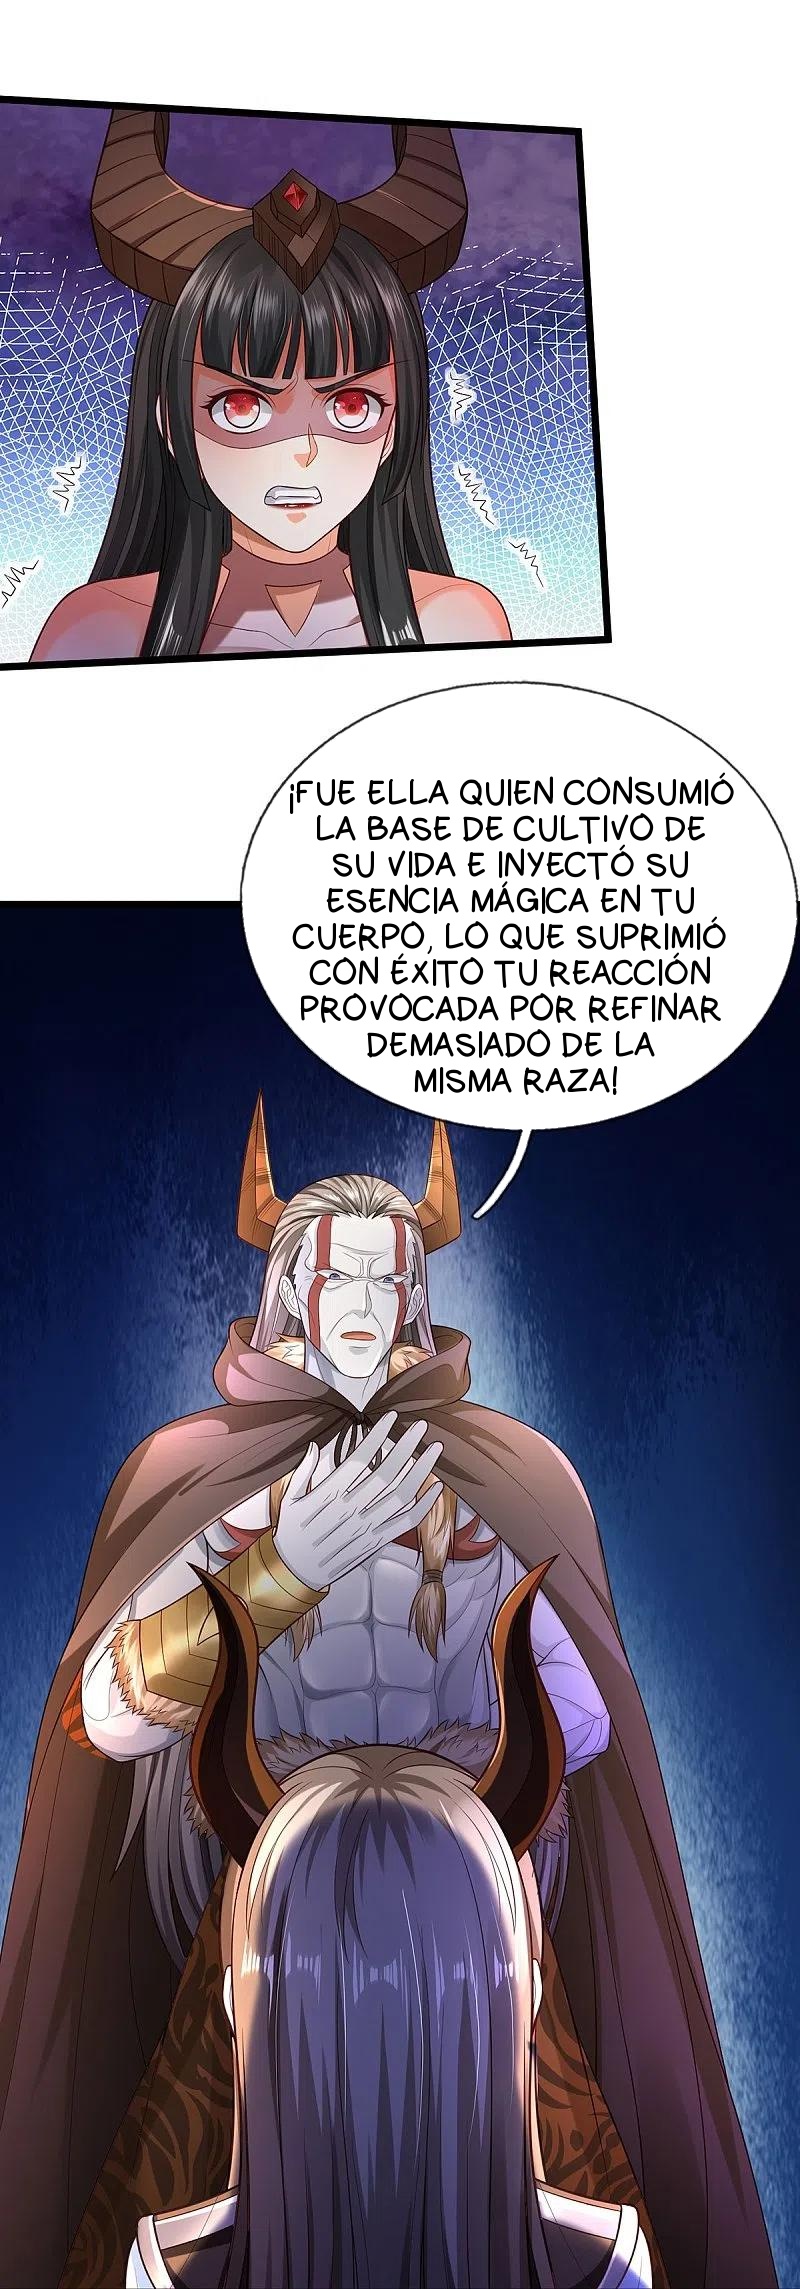 ¡FUE ELLA QUIEN CONSUMIÓ
LA BASE DE CULTIVO DE
SU VIDA E INYECTÓ SU
ESENCIA MÁGICA EN TU
CUERPO, LO QUE SUPRIMIÓ
CON ÉXITO TU REACCIÓN
PROVOCADA POR REFINAR
DEMASIADO DE LA
MISMA RAZA!